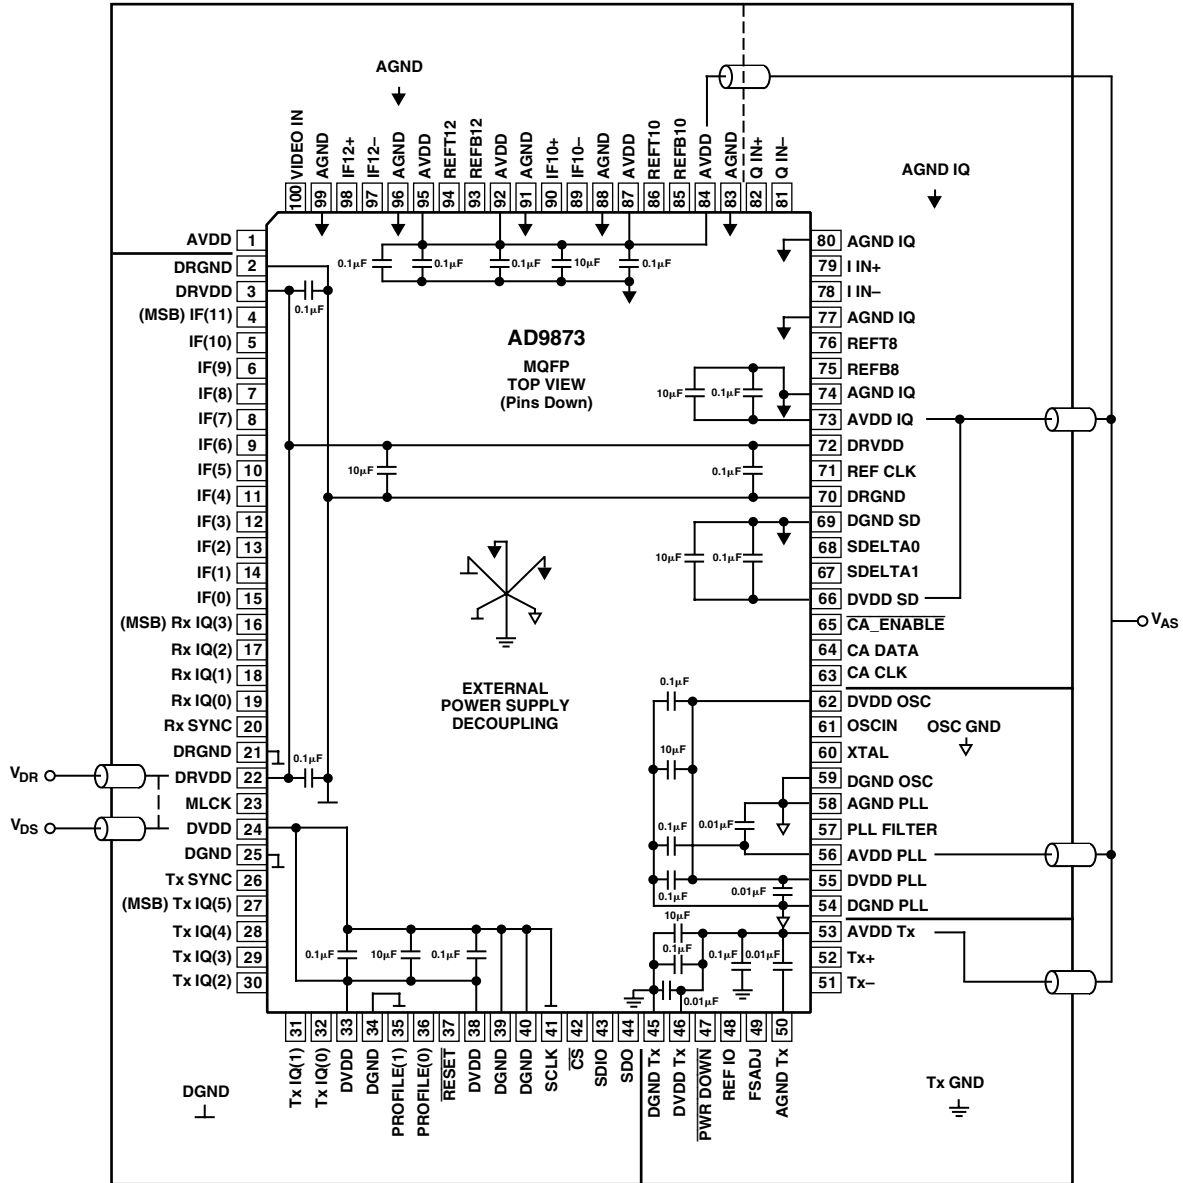 AGND
100 VIDEO IN
99 AGND
98 IF12+
97 IF12–
96 AGND
95 AVDD
94 REFT12
93 REFB12
92 AVDD
91 AGND
90 IF10+
89 IF10–
88 AGND
87 AVDD
86 REFT10
85 REFB10
84 AVDD
83 AGND
82 Q IN+
81 Q IN–
AGND IQ
AVDD 1
DRGND 2
DRVDD 3
(MSB) IF(11) 4
IF(10) 5
IF(9) 6
IF(8) 7
IF(7) 8
IF(6) 9
IF(5) 10
IF(4) 11
IF(3) 12
IF(2) 13
IF(1) 14
IF(0) 15
(MSB) Rx IQ(3) 16
Rx IQ(2) 17
Rx IQ(1) 18
Rx IQ(0) 19
Rx SYNC 20
DRGND 21
DRVDD 22
MLCK 23
DVDD 24
DGND 25
Tx SYNC 26
(MSB) Tx IQ(5) 27
Tx IQ(4) 28
Tx IQ(3) 29
Tx IQ(2) 30
VDR
VDS
0.1µF 0.1µF 0.1µF 10µF 0.1µF
0.1µF
AD9873
MQFP
TOP VIEW
(Pins Down)
10µF 0.1µF
10µF 0.1µF
10µF 0.1µF
EXTERNAL
POWER SUPPLY
DECOUPLING
0.1µF
0.1µF
10µF
0.1µF 0.01µF
0.1µF 0.01µF
10µF
0.1µF 0.1µF 0.01µF
0.01µF
0.1µF 10µF 0.1µF
80 AGND IQ
79 I IN+
78 I IN–
77 AGND IQ
76 REFT8
75 REFB8
74 AGND IQ
73 AVDD IQ
72 DRVDD
71 REF CLK
70 DRGND
69 DGND SD
68 SDELTA0
67 SDELTA1
66 DVDD SD
65 CA_ENABLE
64 CA DATA
63 CA CLK
62 DVDD OSC
61 OSCIN
60 XTAL
59 DGND OSC
58 AGND PLL
57 PLL FILTER
56 AVDD PLL
55 DVDD PLL
54 DGND PLL
53 AVDD Tx
52 Tx+
51 Tx–
OSC GND
VAS
31 Tx IQ(1)
32 Tx IQ(0)
33 DVDD
34 DGND
35 PROFILE(1)
36 PROFILE(0)
37 RESET
38 DVDD
39 DGND
40 DGND
41 SCLK
42 CS
43 SDIO
44 SDO
45 DGND Tx
46 DVDD Tx
47 PWR DOWN
48 REF IO
49 FSADJ
50 AGND Tx
DGND
Tx GND